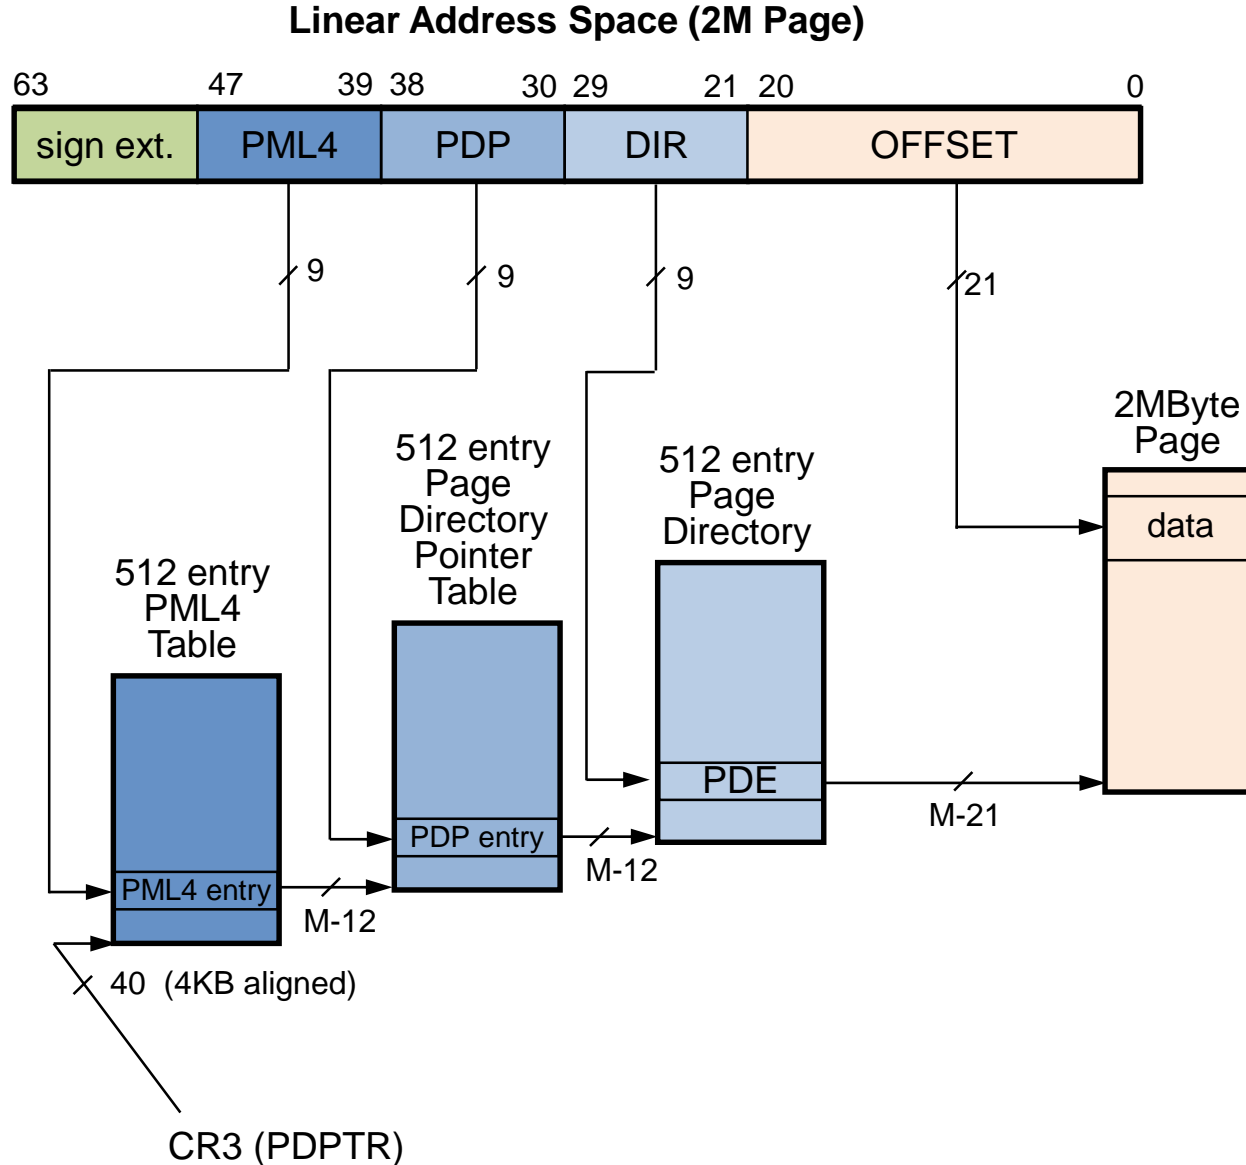 Linear Address Space (2M Page)
63 47 39 38 30 29 21 20 0
sign ext. PML4 PDP DIR OFFSET
9 9 9 21
2MByte
Page
data
512 entry
Page
Directory
Pointer
Table
512 entry
Page
Directory
512 entry
PML4
Table
PDE
M-21
PDP entry
M-12
PML4 entry
M-12
40 (4KB aligned)
CR3 (PDPTR)